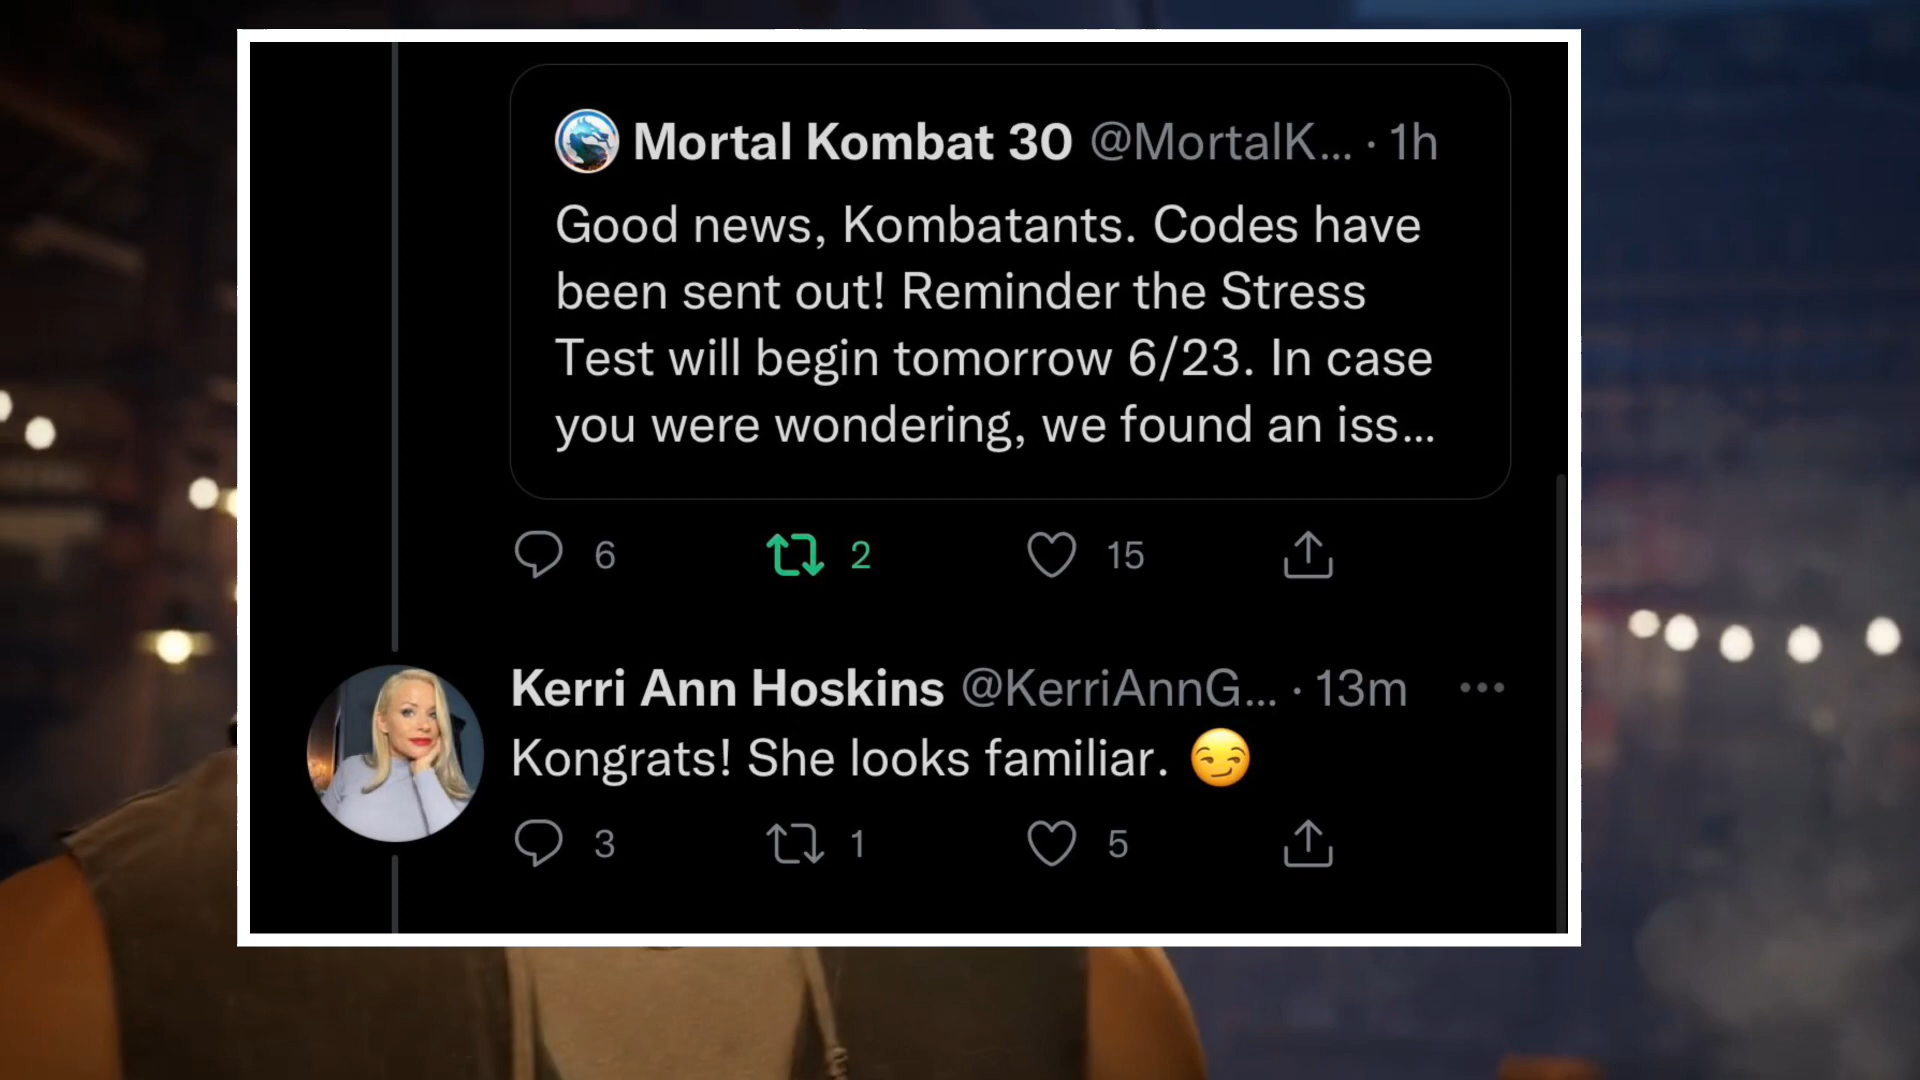 Mortal Kombat 30 @MortalK... · 1h
Good news, Kombatants. Codes have
been sent out! Reminder the Stress
Test will begin tomorrow 6/23. In case
you were wondering, we found an iss...
6 2 15
Kerri Ann Hoskins @KerriAnnG... · 13m
Kongrats! She looks familiar. 😏
3 1 5